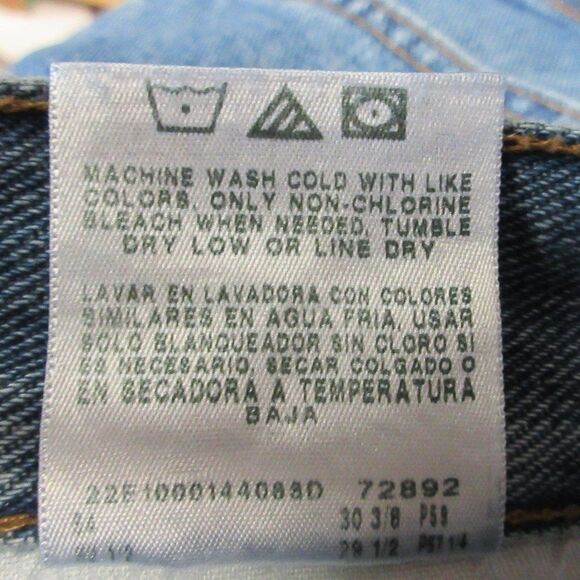 MACHINE WASH COLD WITH LIKE
COLORS. ONLY NON-CHLORINE
BLEACH WHEN NEEDED. TUMBLE
DRY LOW OR LINE DRY
LAVAR EN LAVADORA CON COLORES
SIMILARES EN AGUA FRIA. USAR
SOLO BLANQUEADOR SIN CLORO SI
ES NECESARIO. SECAR COLGADO O
EN SECADORA A TEMPERATURA
BAJA
72892
30 3/8
29 1/2